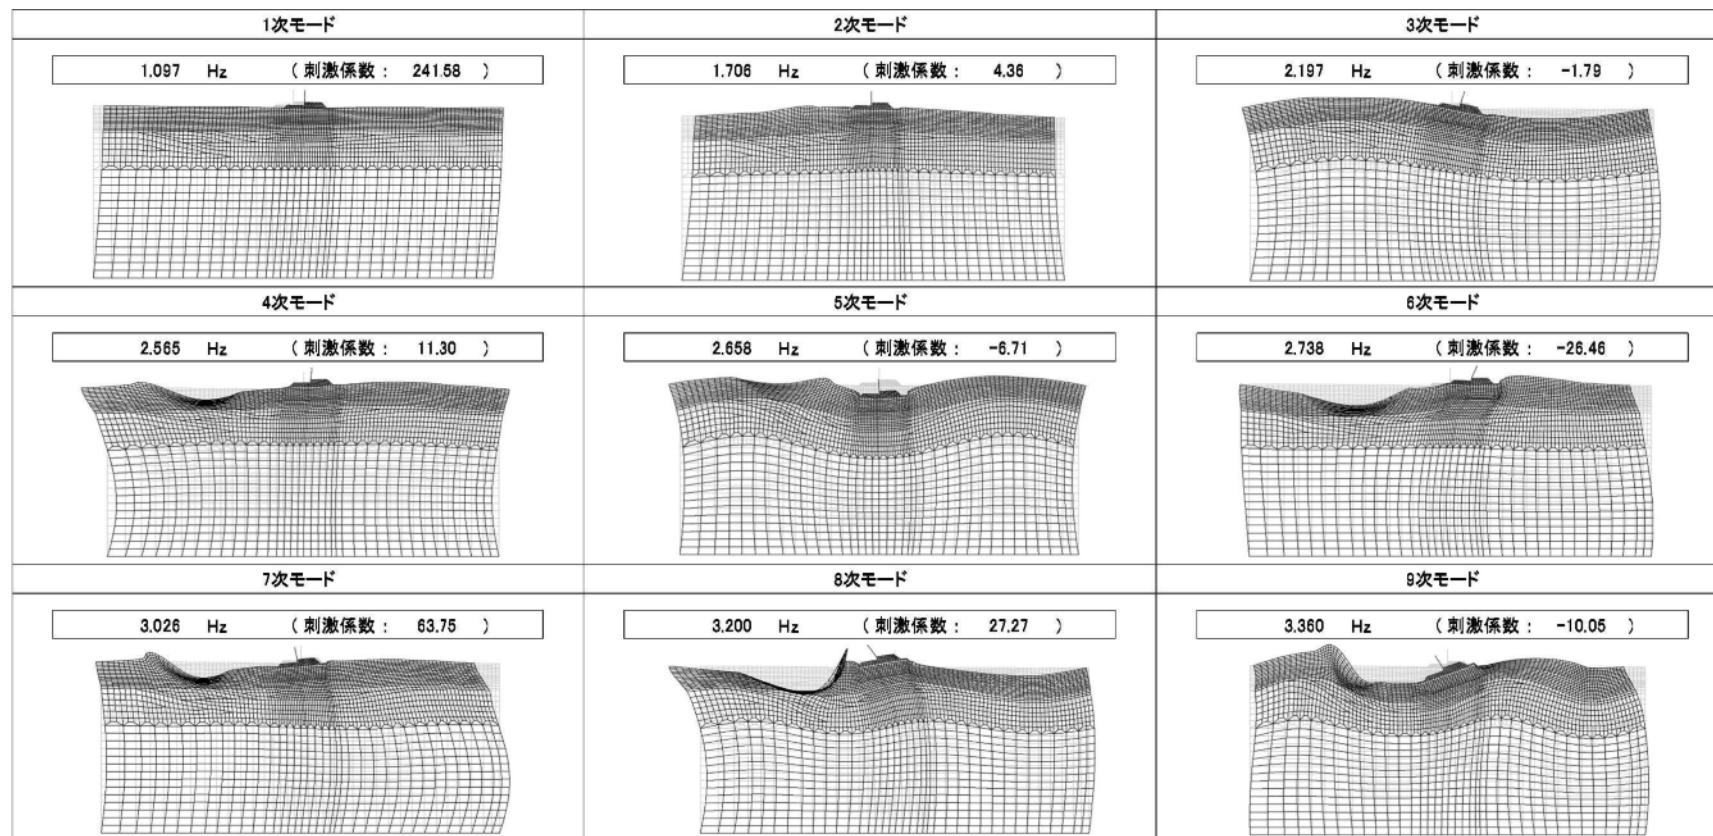 1次モード
2次モード
3次モード
1.097 Hz (刺激係数: 241.58 )
1.706 Hz (刺激係数: 4.36 )
2.197 Hz (刺激係数: -1.79 )
4次モード
5次モード
6次モード
2.565 Hz (刺激係数: 11.30 )
2.658 Hz (刺激係数: -6.71 )
2.738 Hz (刺激係数: -26.46 )
7次モード
8次モード
9次モード
3.026 Hz (刺激係数: 63.75 )
3.200 Hz (刺激係数: 27.27 )
3.360 Hz (刺激係数: -10.05 )